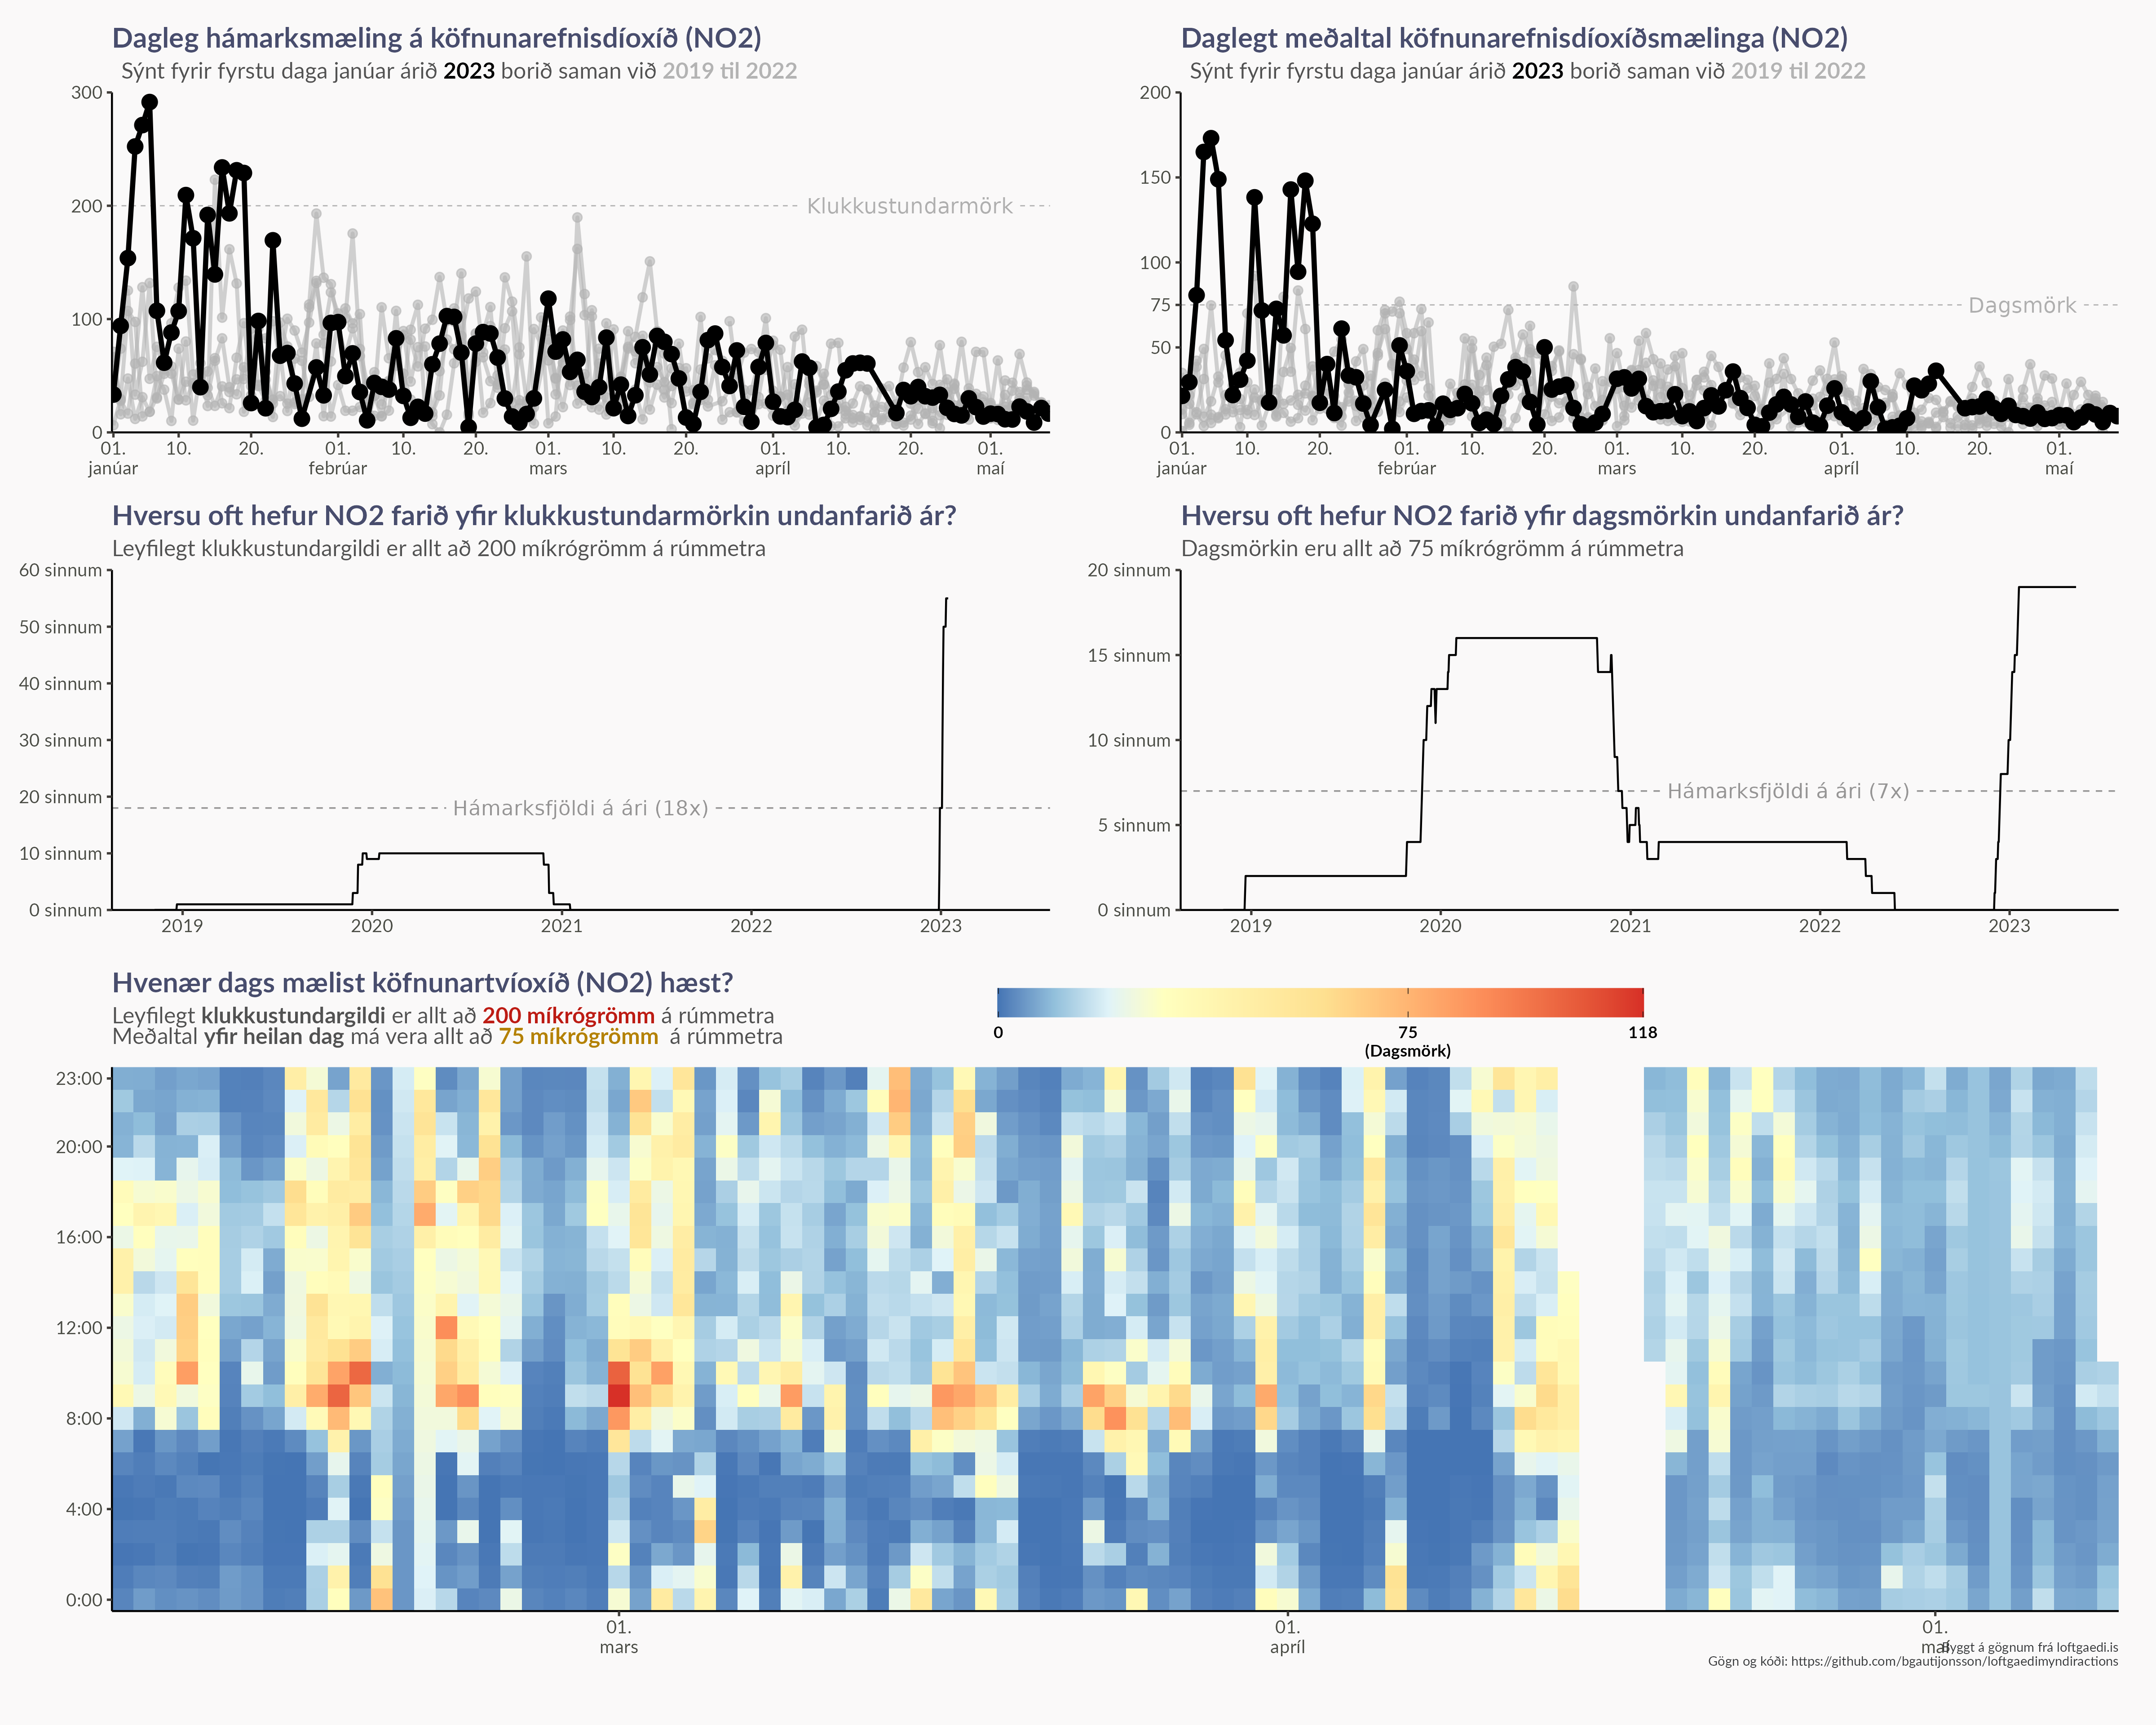 Dagleg hámarksmæling á köfnunarefnisdíoxíð (NO2)
Sýnt fyrir fyrstu daga janúar árið 2023 borið saman við 2019 til 2022
300
200
100
0
Klukkustundarmörk
01. 10. 20. 01. 10. 20. 01. 10. 20. 01. 10. 20. 01.
janúar febrúar mars apríl maí
Daglegt meðaltal köfnunarefnisdíoxíðsmælinga (NO2)
Sýnt fyrir fyrstu daga janúar árið 2023 borið saman við 2019 til 2022
200
150
100
75
50
0
Dagsmörk
01. 10. 20. 01. 10. 20. 01. 10. 20. 01. 10. 20. 01.
janúar febrúar mars apríl maí
Hversu oft hefur NO2 farið yfir klukkustundarmörkin undanfarið ár?
Leyfilegt klukkustundargildi er allt að 200 míkrógrömm á rúmmetra
60 sinnum
50 sinnum
40 sinnum
30 sinnum
20 sinnum
10 sinnum
0 sinnum
Hámarksfjöldi á ári (18x)
2019 2020 2021 2022 2023
Hversu oft hefur NO2 farið yfir dagsmörkin undanfarið ár?
Dagsmörkin eru allt að 75 míkrógrömm á rúmmetra
20 sinnum
15 sinnum
10 sinnum
5 sinnum
0 sinnum
Hámarksfjöldi á ári (7x)
2019 2020 2021 2022 2023
Hvenær dags mælist köfnunartvíoxíð (NO2) hæst?
Leyfilegt klukkustundargildi er allt að 200 míkrógrömm á rúmmetra
Meðaltal yfir heilan dag má vera allt að 75 míkrógrömm á rúmmetra
0 75 118
(Dagsmörk)
23:00
20:00
16:00
12:00
8:00
4:00
0:00
01. 01. 01.
mars apríl maí
Byggt á gögnum frá loftgaedi.is
Gögn og kóði: https://github.com/bgautijonsson/loftgaedimyndiractions